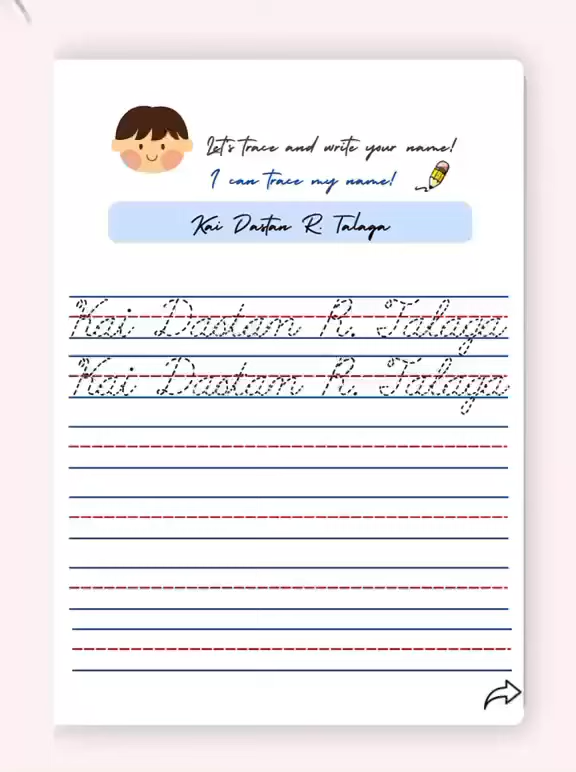 Let's trace and write your name!
I can trace my name!
Kai Dastan R. Talaga
Kai Dastan R. Talaga
Kai Dastan R. Talaga